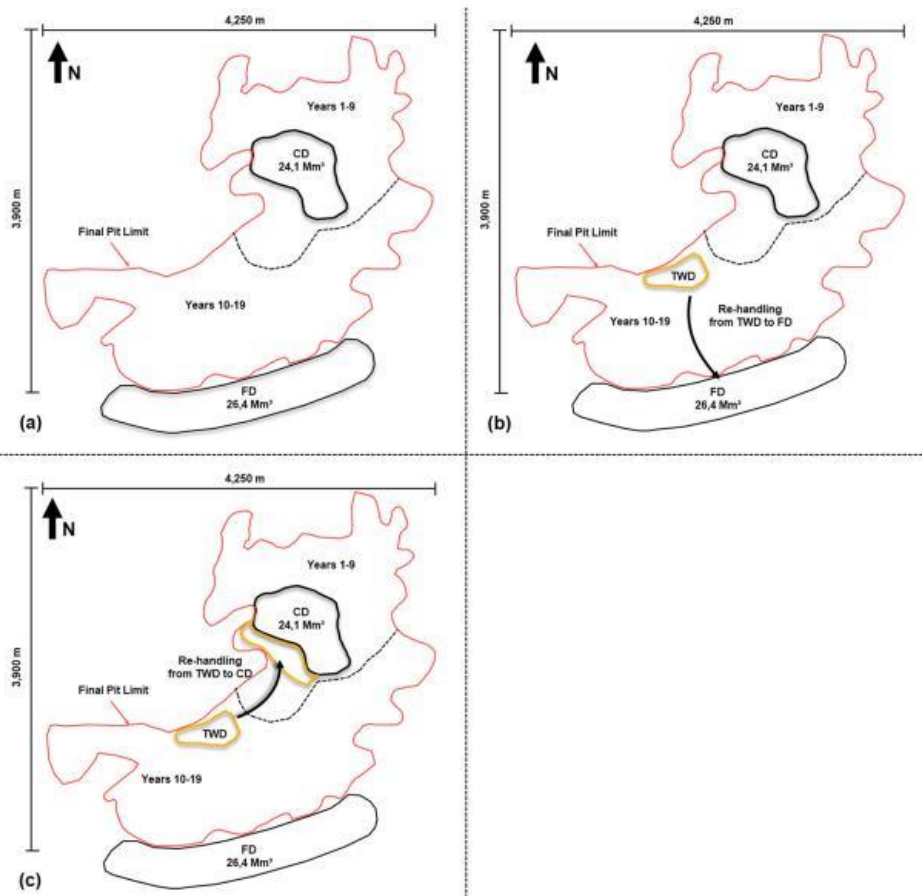 4,250 m
N
3,900 m
Years 1-9
CD
24,1 Mm³
Final Pit Limit
Years 10-19
FD
26,4 Mm³
(a)
4,250 m
N
3,900 m
Years 1-9
CD
24,1 Mm³
Final Pit Limit
TWD
Re-handling
from TWD to FD
Years 10-19
FD
26,4 Mm³
(b)
4,250 m
N
3,900 m
Years 1-9
CD
24,1 Mm³
Re-handling
from TWD to CD
Final Pit Limit
TWD
Years 10-19
FD
26,4 Mm³
(c)